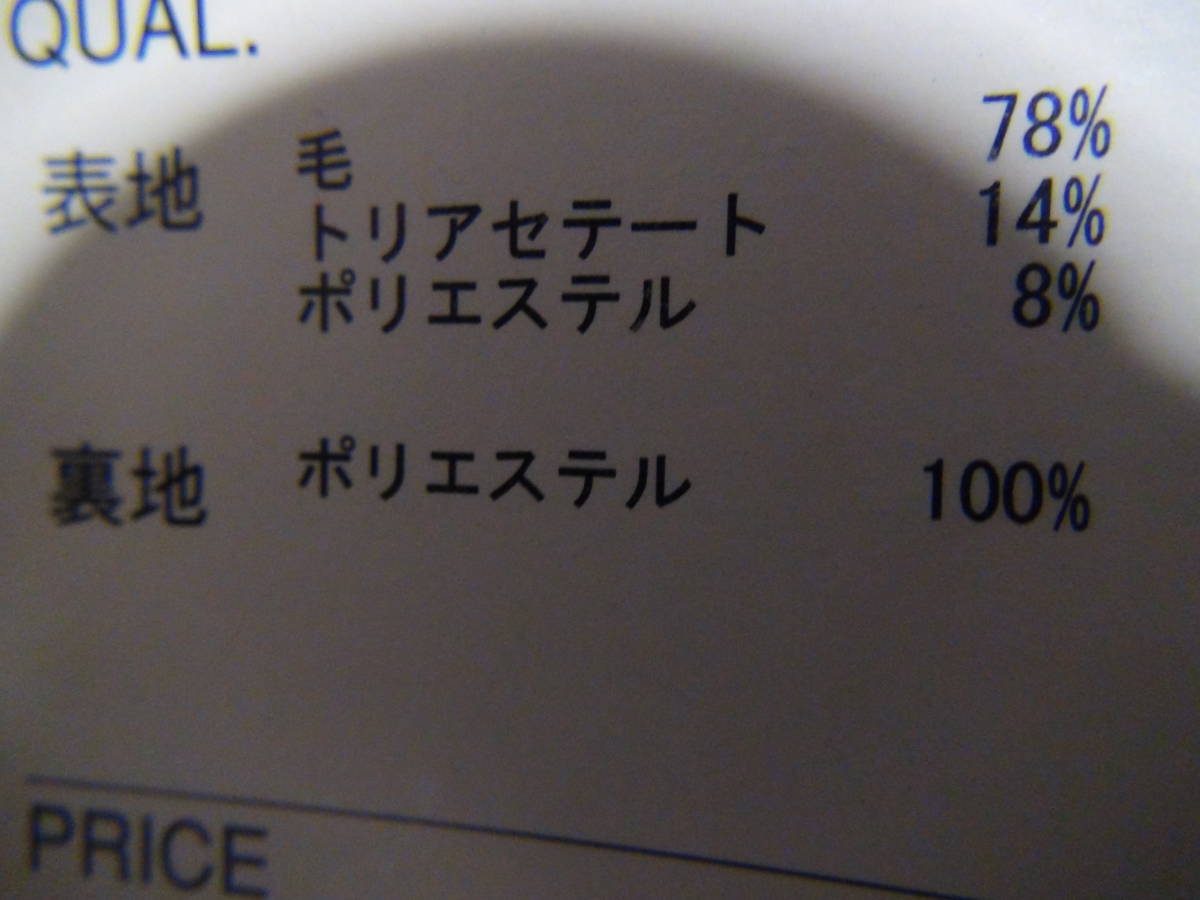 QUAL.
表地 毛 78%
トリアセテート 14%
ポリエステル 8%
裏地 ポリエステル 100%
PRICE